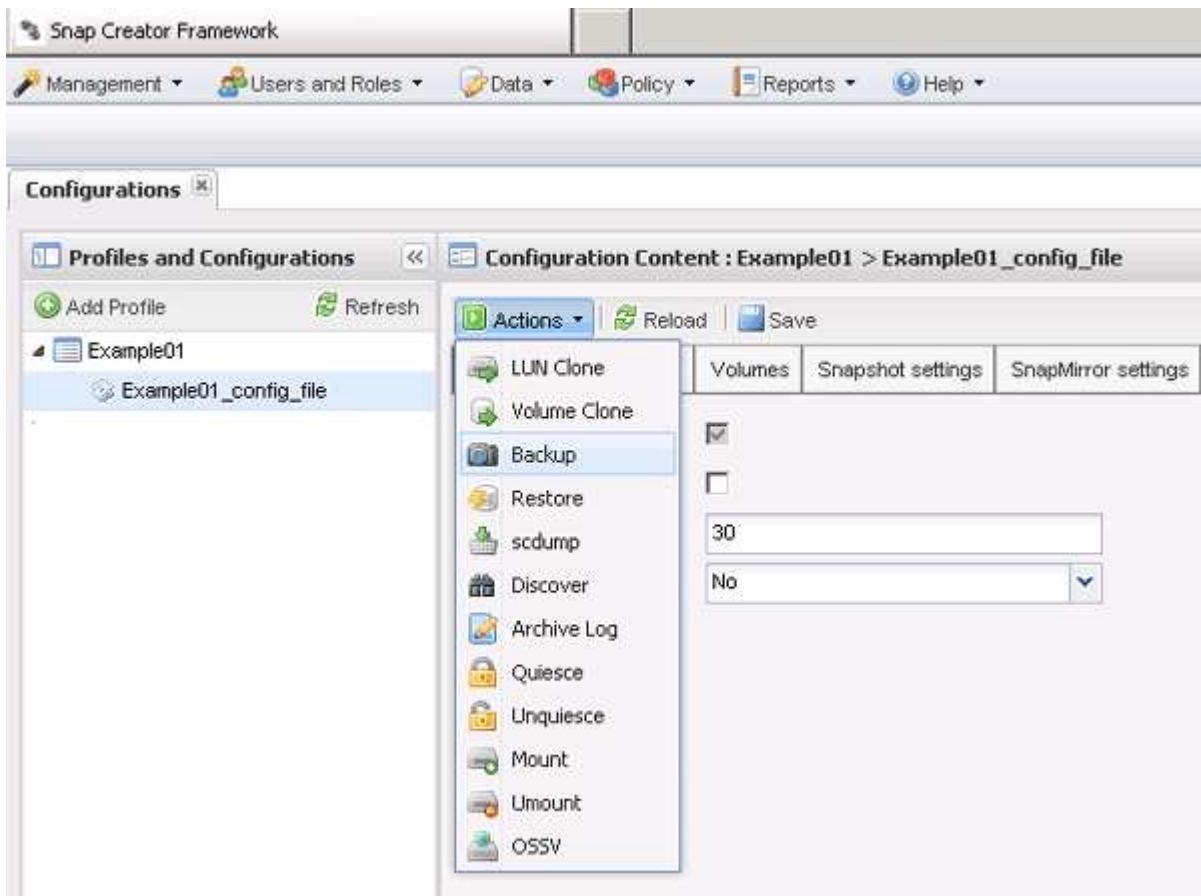 Snap Creator Framework
Management Users and Roles Data Policy Reports Help
Configurations
Profiles and Configurations
Configuration Content : Example01 > Example01_config_file
Add Profile Refresh
Actions Reload Save
Example01
Example01_config_file
Volumes Snapshot settings SnapMirror settings
LUN Clone
Volume Clone
Backup
Restore
scdump
Discover
Archive Log
Quiesce
Unquiesce
Mount
Umount
OSSV
30
No